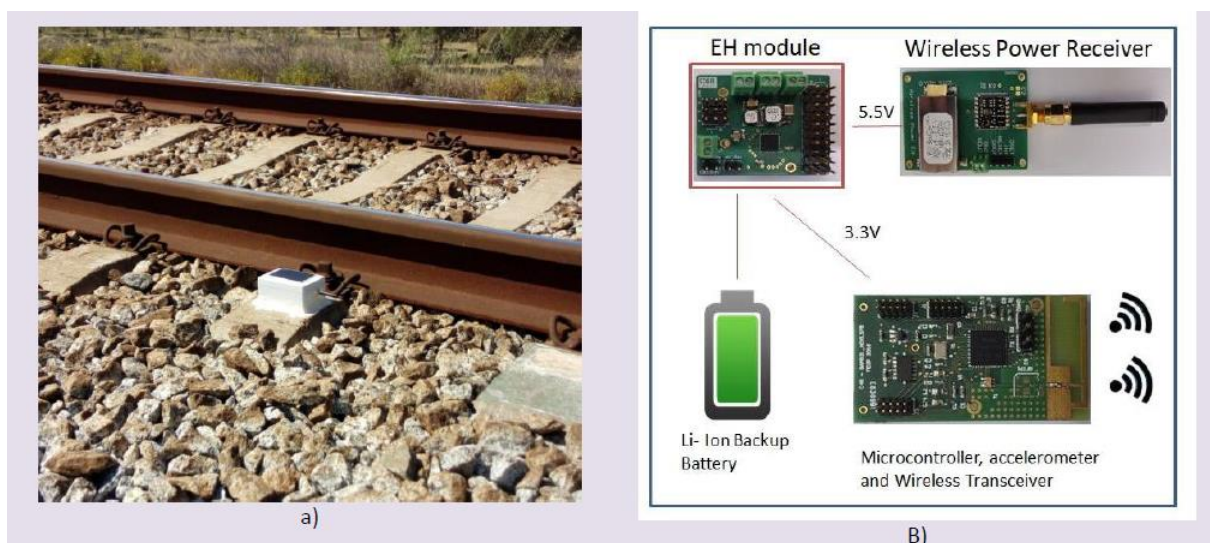 EH module
Wireless Power Receiver
5.5V
3.3V
Li- Ion Backup
Battery
Microcontroller, accelerometer
and Wireless Transceiver
a)
B)